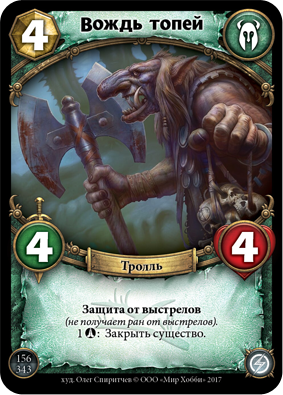 4
Вождь топей
4
4
Тролль
Защита от выстрелов
(не получает ран от выстрелов).
1 : Закрыть существо.
156
343
худ. Олег Спиритчев © ООО «Мир Хобби» 2017